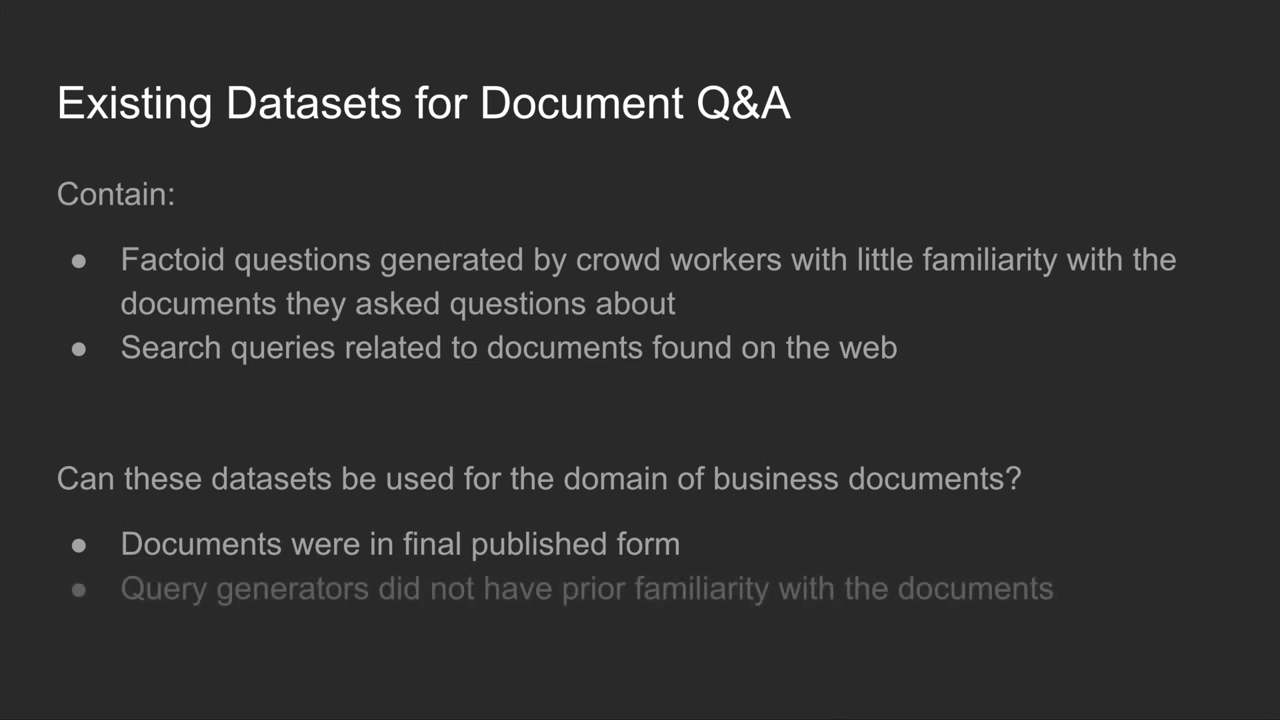 Existing Datasets for Document Q&A
Contain:
● Factoid questions generated by crowd workers with little familiarity with the
documents they asked questions about
● Search queries related to documents found on the web
Can these datasets be used for the domain of business documents?
● Documents were in final published form
● Query generators did not have prior familiarity with the documents